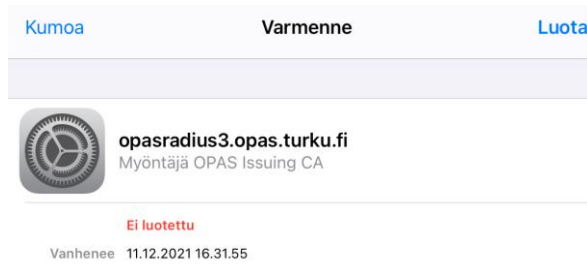 Kumoa Varmenne Luota
opasradius3.opas.turku.fi
Myöntäjä OPAS Issuing CA
Ei luotettu
Vanhenee 11.12.2021 16.31.55